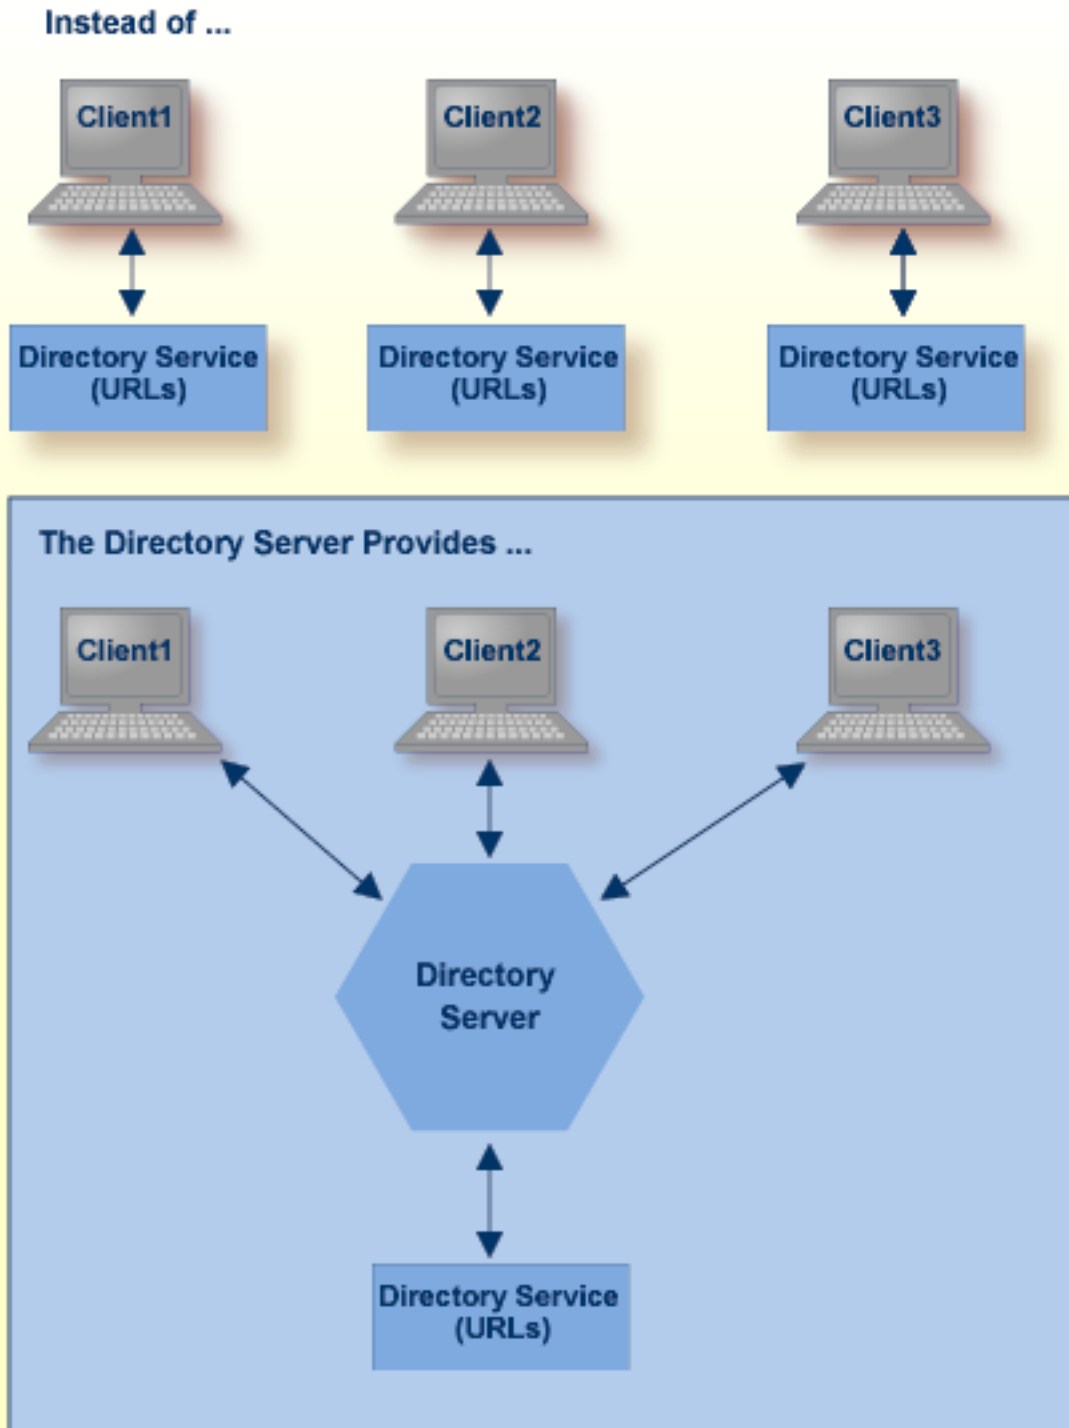 Instead of ...
Client1
Client2
Client3
Directory Service
(URLs)
Directory Service
(URLs)
Directory Service
(URLs)
The Directory Server Provides ...
Client1
Client2
Client3
Directory
Server
Directory Service
(URLs)